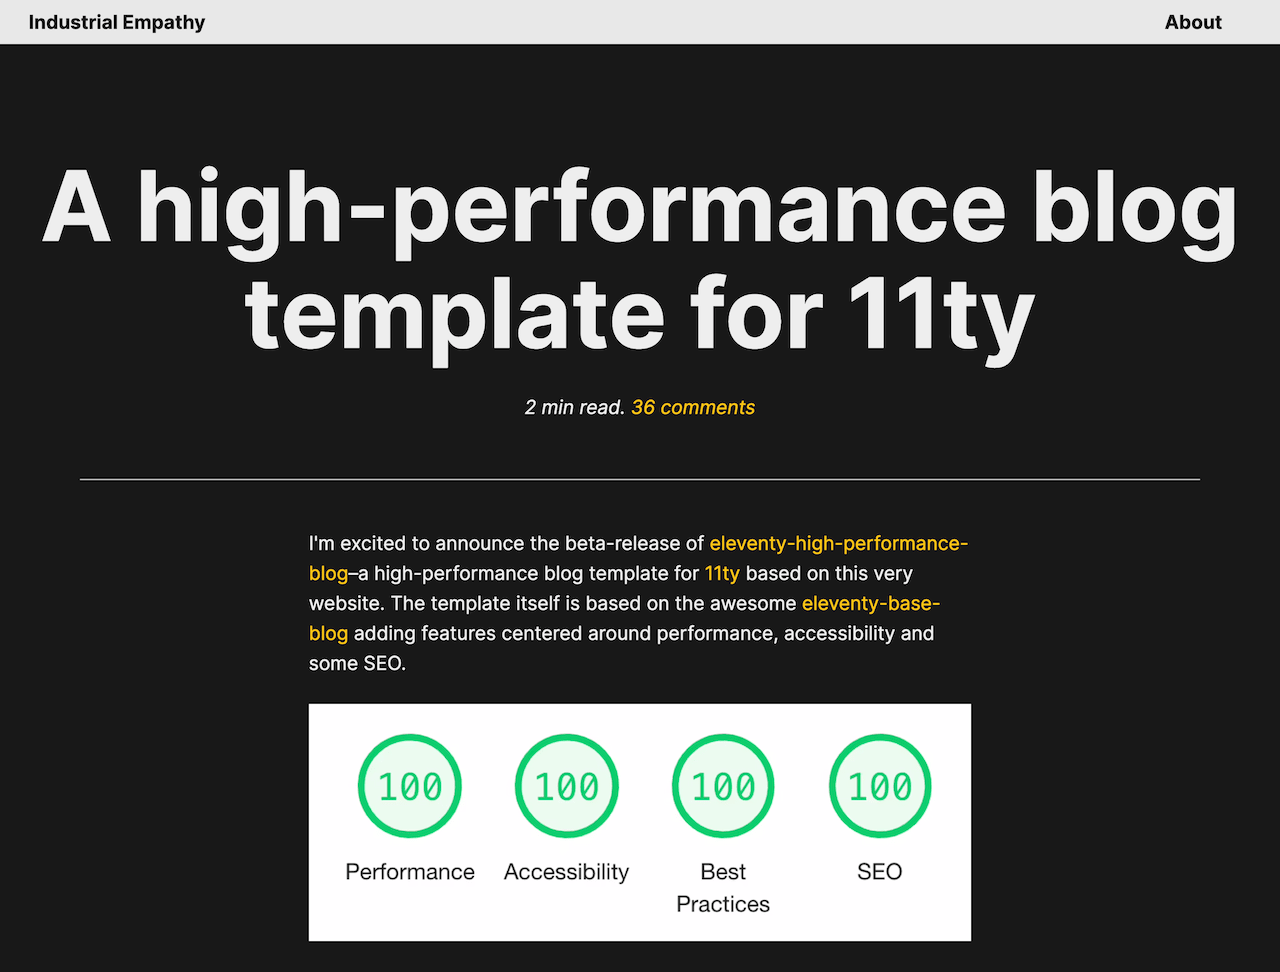 Industrial Empathy
About
A high-performance blog
template for 11ty
2 min read. 36 comments
I'm excited to announce the beta-release of eleventy-high-performance-
blog–a high-performance blog template for 11ty based on this very
website. The template itself is based on the awesome eleventy-base-
blog adding features centered around performance, accessibility and
some SEO.
100
Performance
100
Accessibility
100
Best
Practices
100
SEO